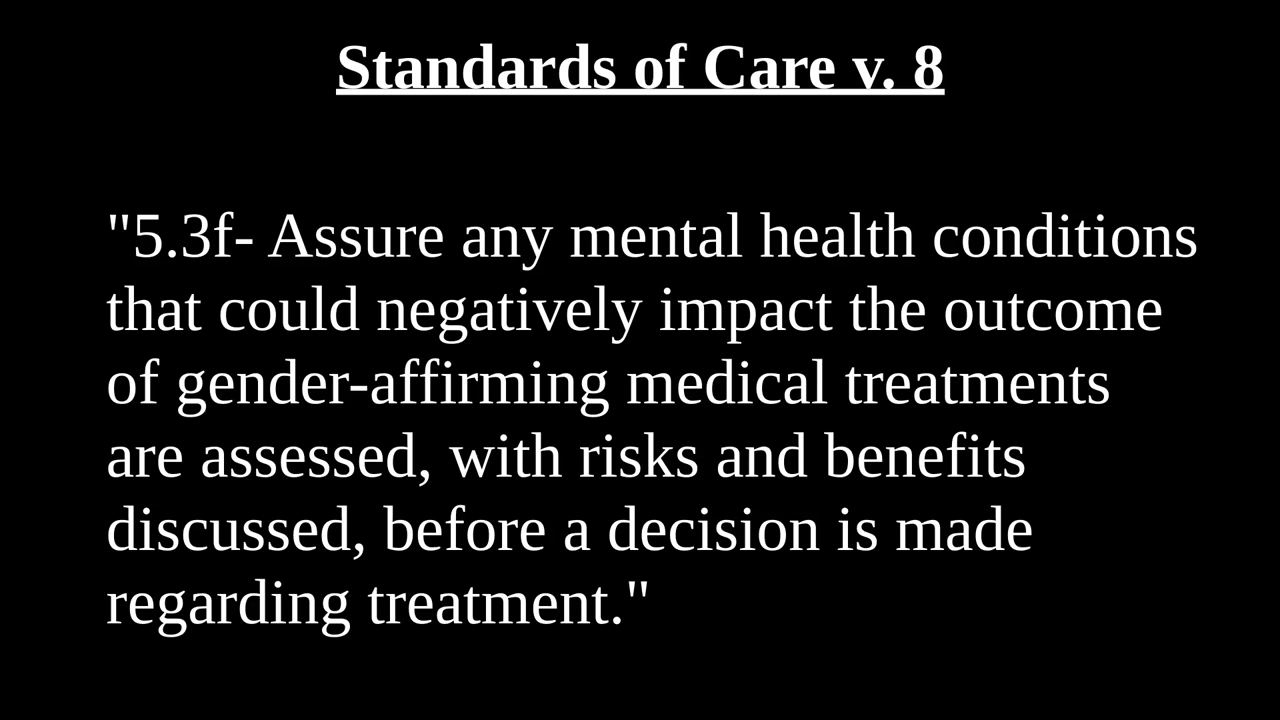 Standards of Care v. 8
"5.3f- Assure any mental health conditions
that could negatively impact the outcome
of gender-affirming medical treatments
are assessed, with risks and benefits
discussed, before a decision is made
regarding treatment."